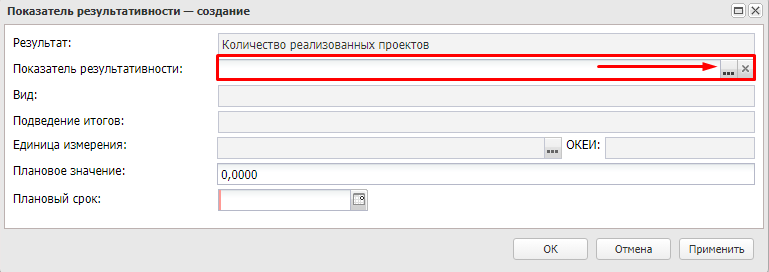 Показатель результативности — создание
Результат: Количество реализованных проектов
Показатель результативности:
Вид:
Подведение итогов:
Единица измерения: ОКЕИ:
Плановое значение: 0,0000
Плановый срок:
ОК Отмена Применить